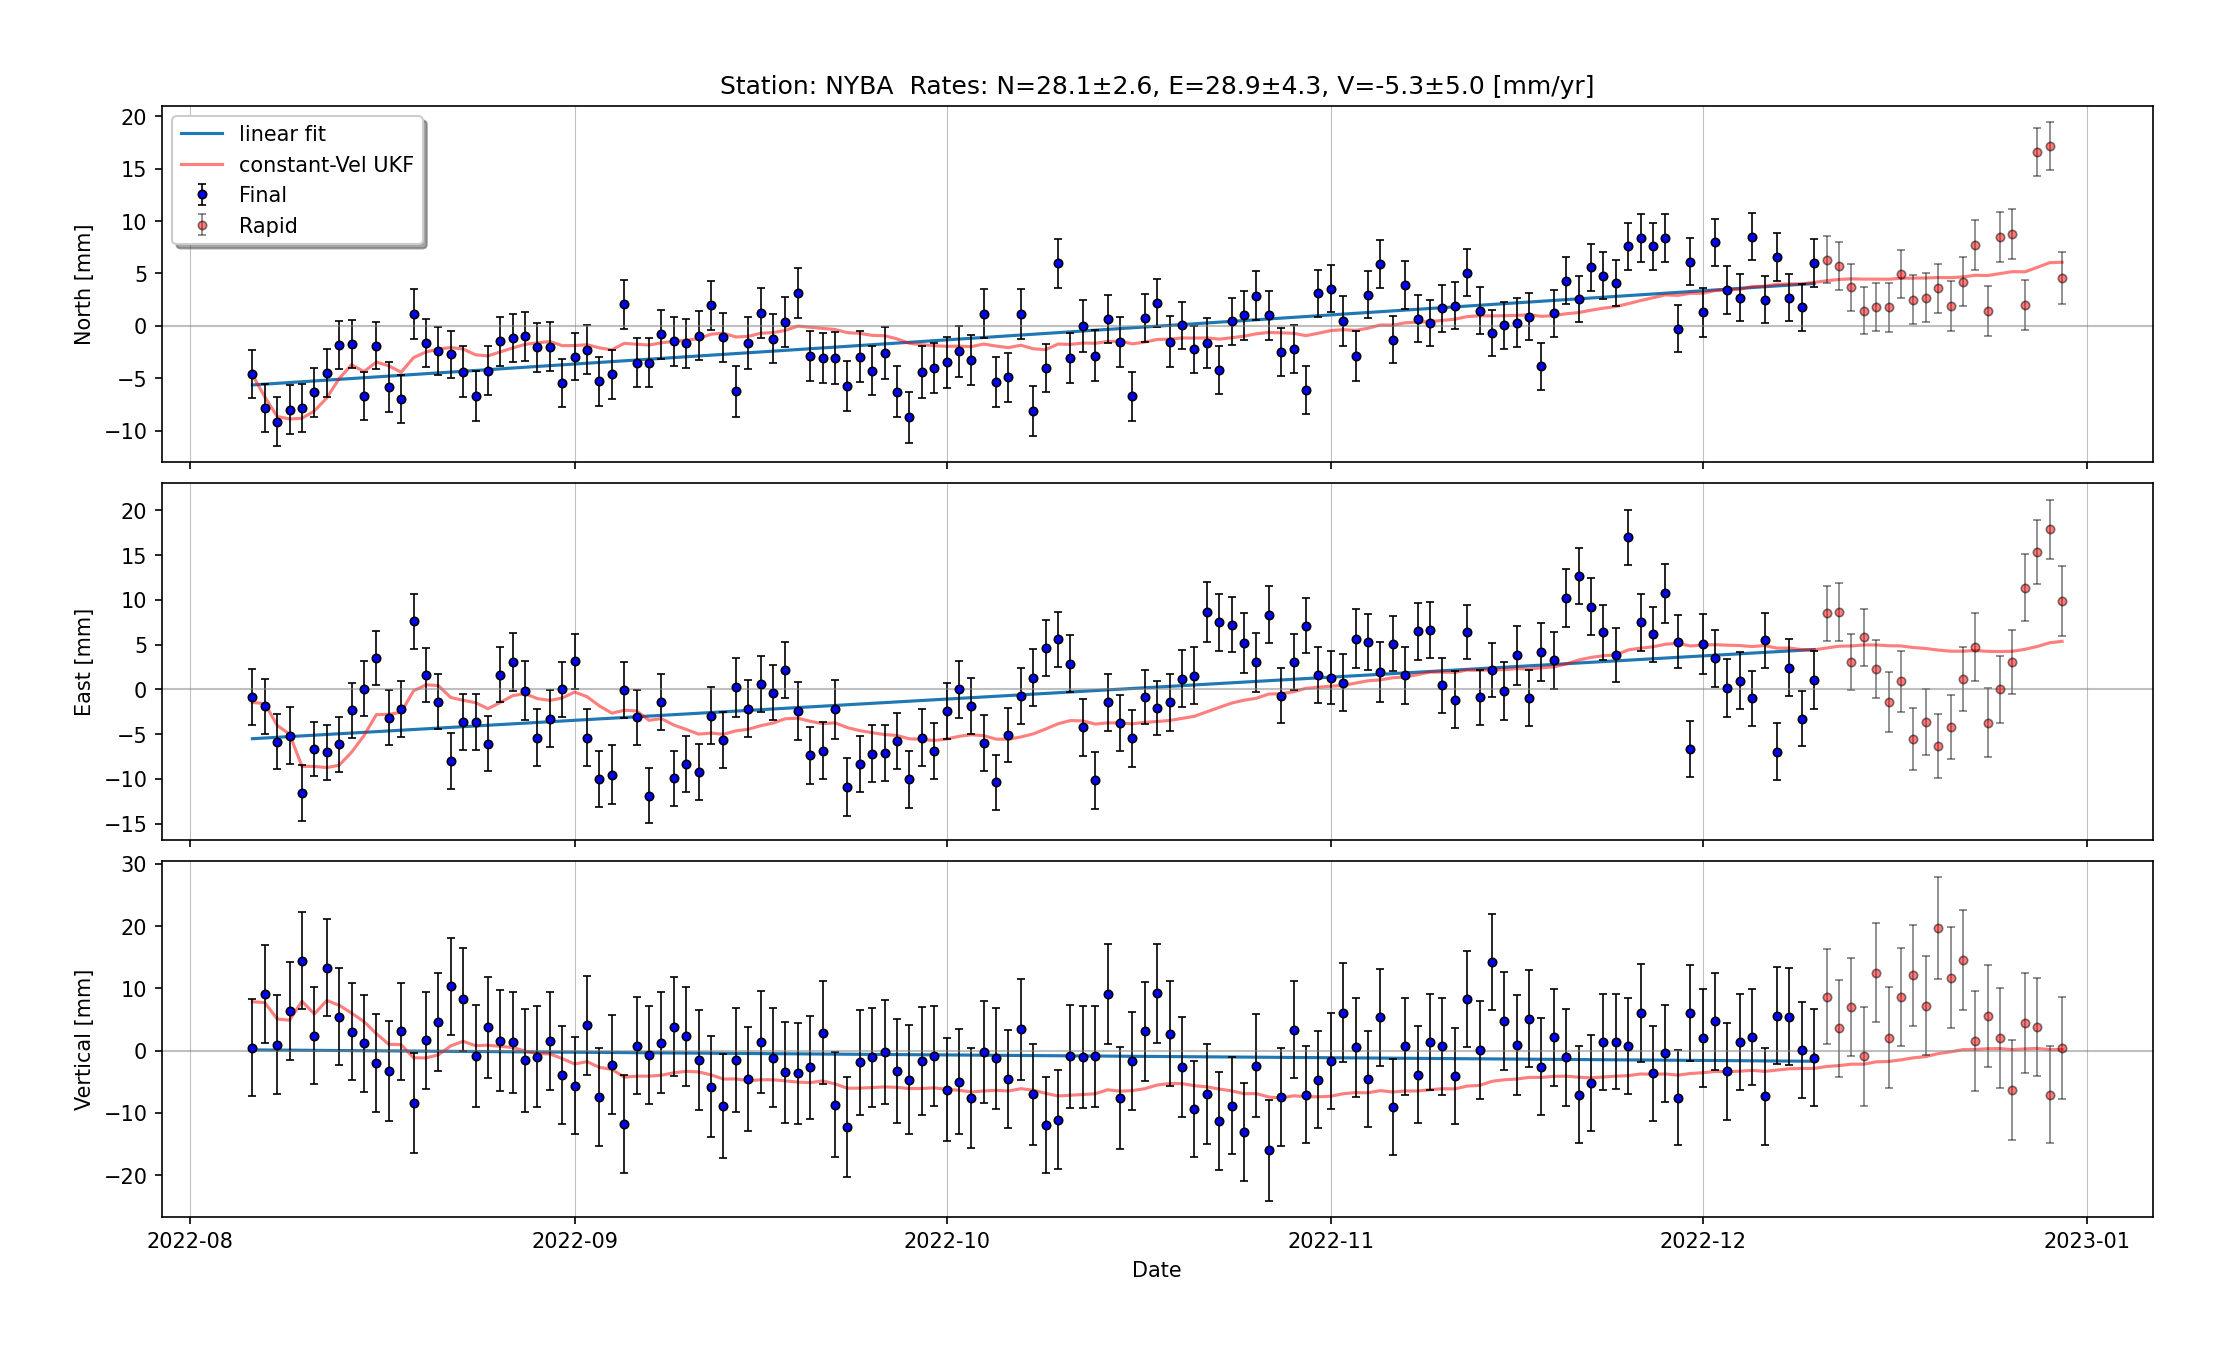 Station: NYBA  Rates: N=28.1±2.6, E=28.9±4.3, V=-5.3±5.0 [mm/yr]
linear fit
constant-Vel UKF
Final
Rapid
North [mm]
20
15
10
5
0
−5
−10
East [mm]
20
15
10
5
0
−5
−10
−15
Vertical [mm]
30
20
10
0
−10
−20
2022-08 2022-09 2022-10 2022-11 2022-12 2023-01
Date